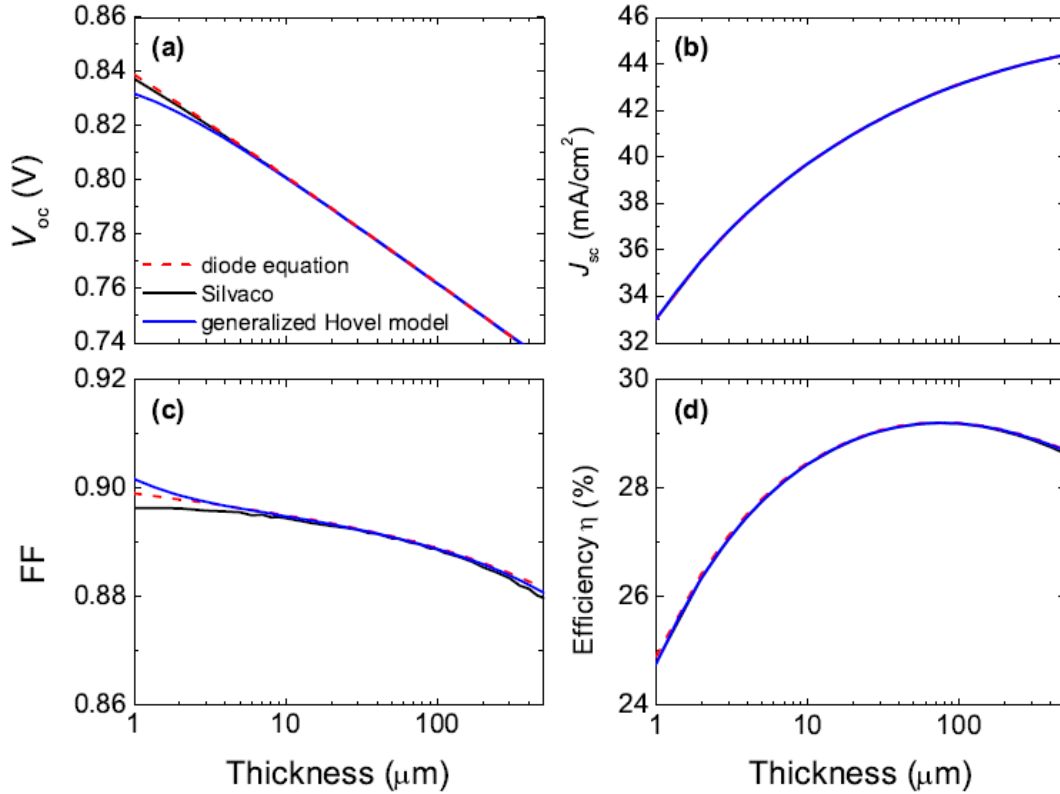 (a)
0.86
0.84
0.82
0.80
0.78
0.76
0.74
V_oc (V)
diode equation
Silvaco
generalized Hovel model
(b)
46
44
42
40
38
36
34
32
J_sc (mA/cm²)
(c)
0.92
0.90
0.88
0.86
FF
1 10 100
Thickness (μm)
(d)
30
28
26
24
Efficiency η (%)
1 10 100
Thickness (μm)